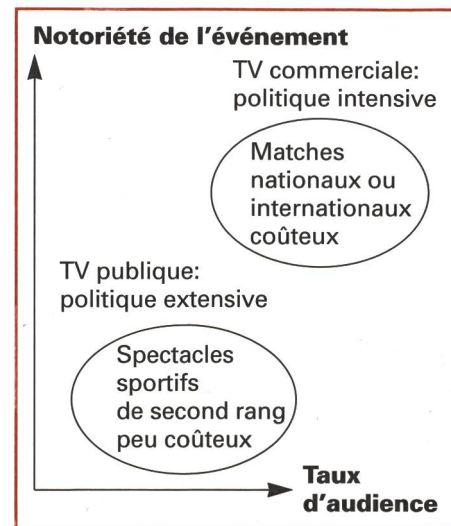 Notoriété de l'événement
TV commerciale:
politique intensive
Matches
nationaux ou
internationaux
coûteux
TV publique:
politique extensive
Spectacles
sportifs
de second rang
peu coûteux
Taux
d'audience